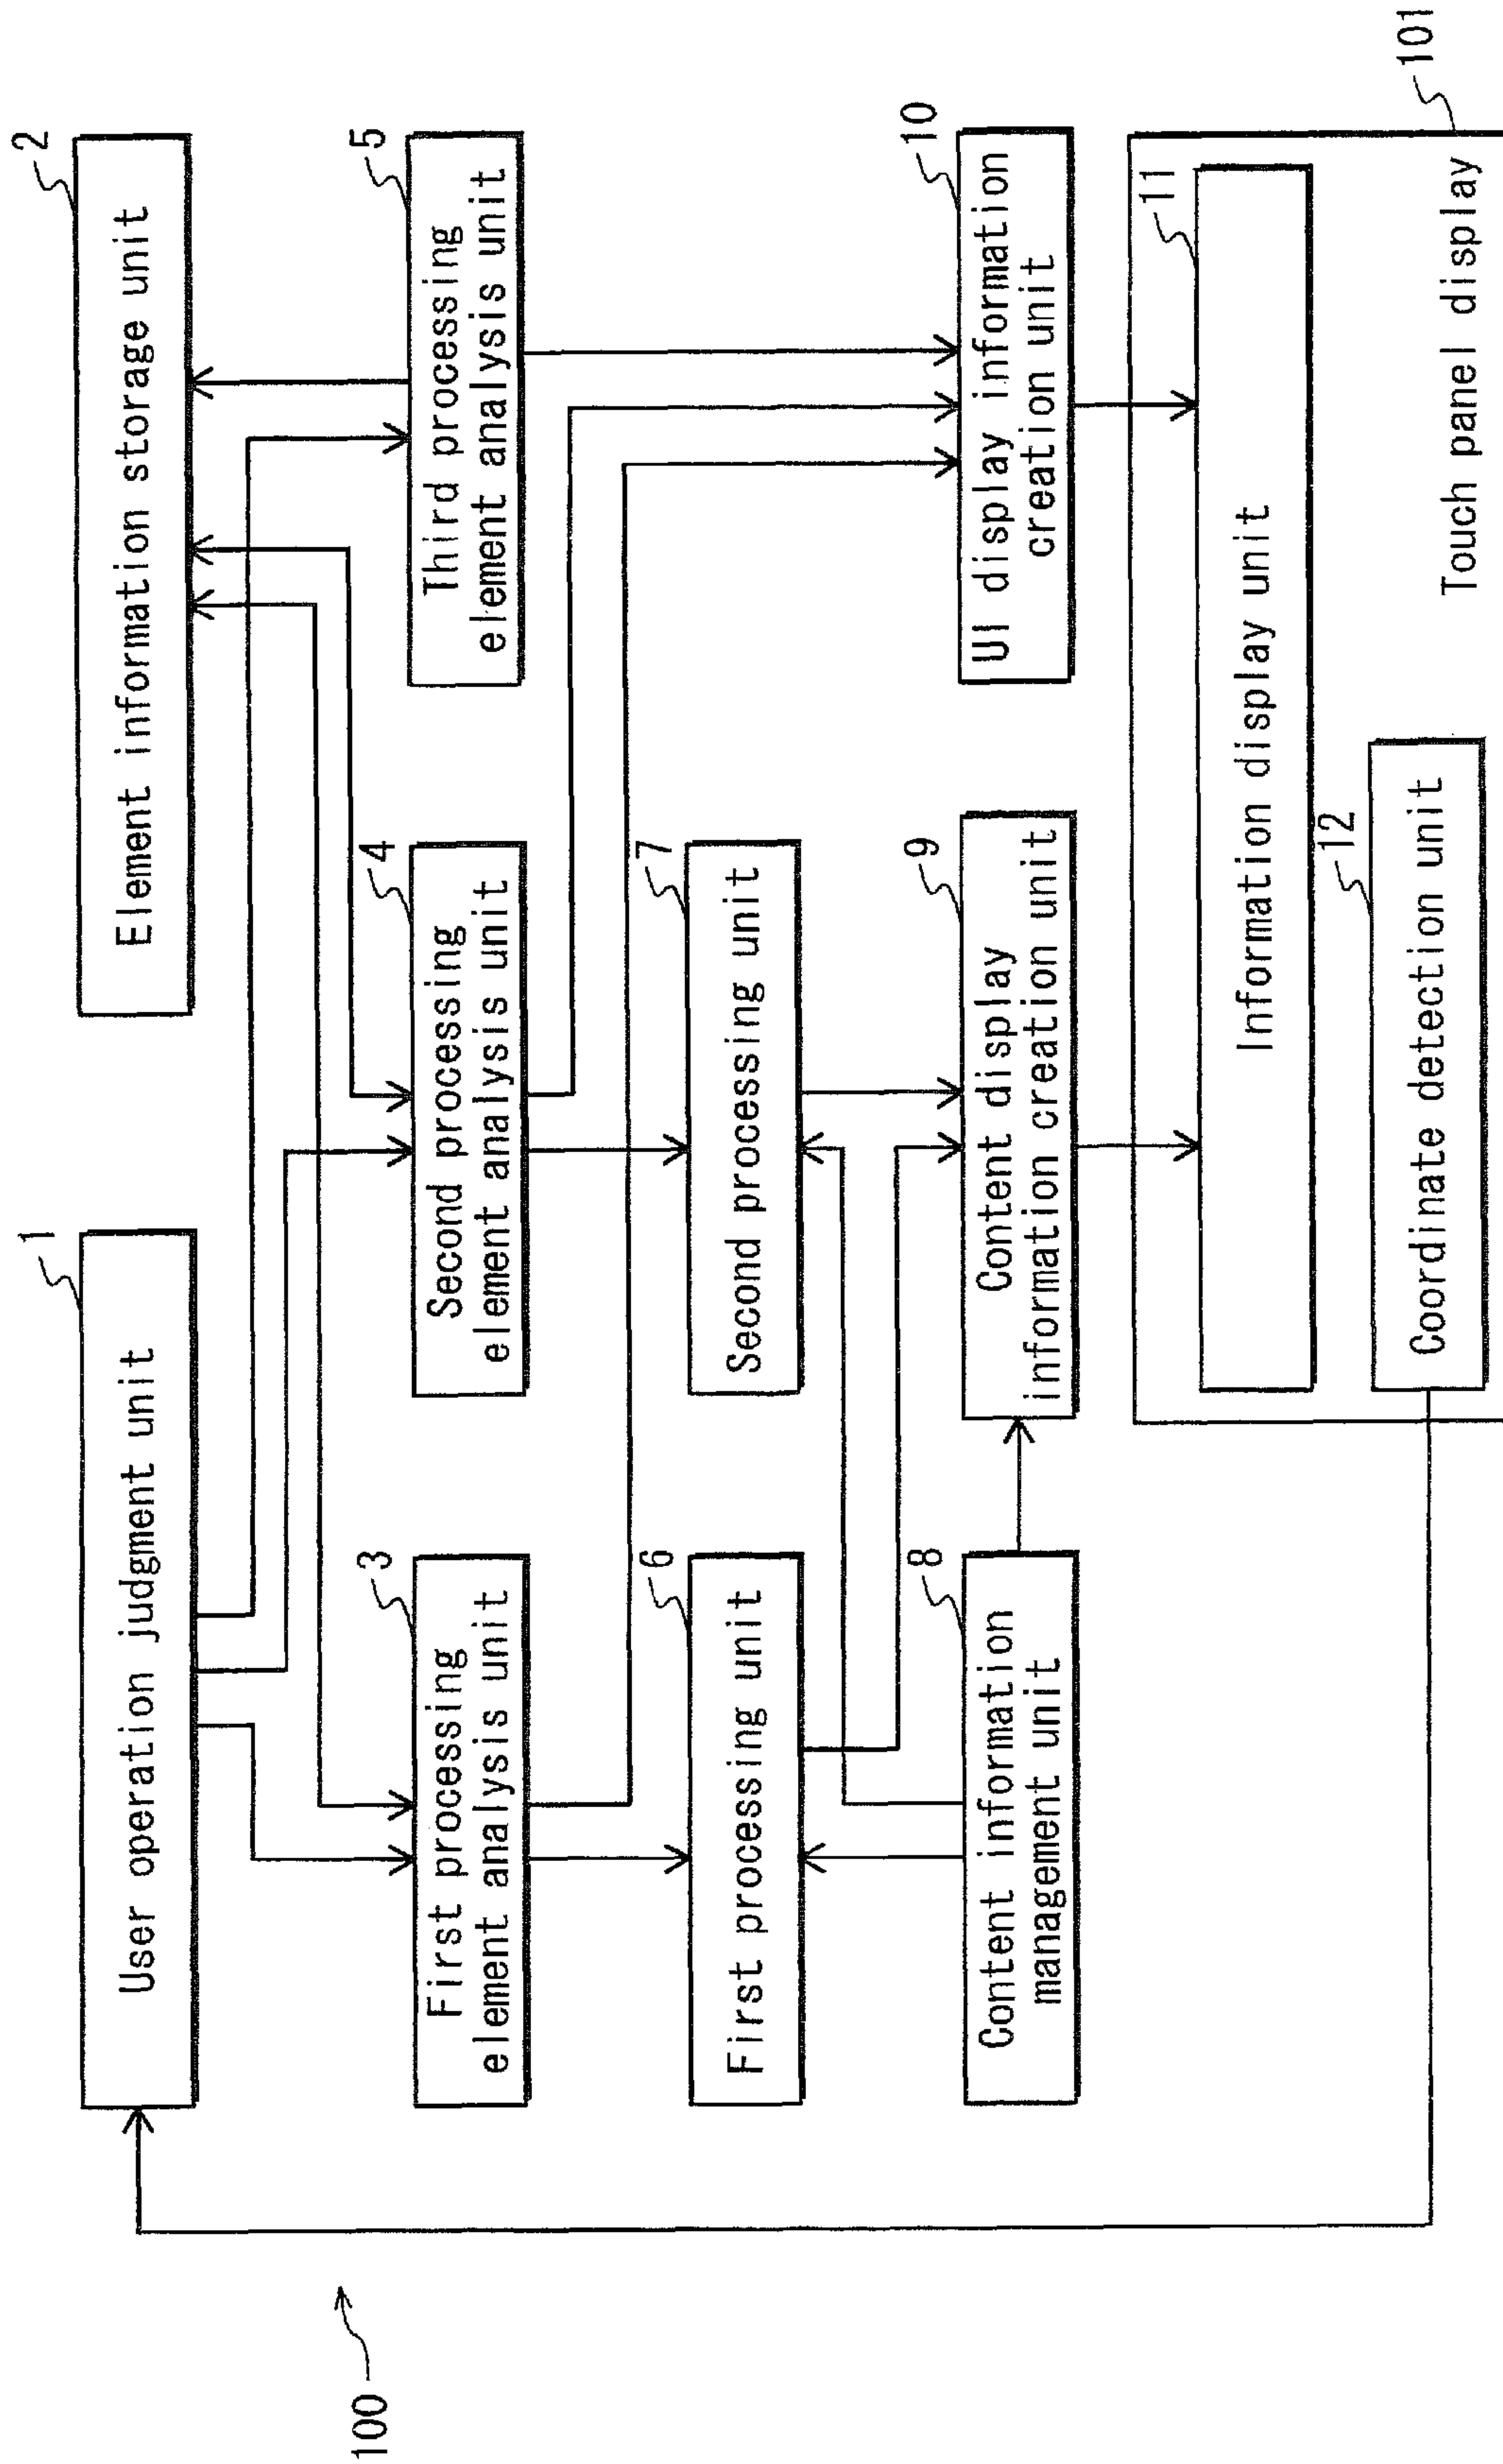 100
1
User operation judgment unit
2
Element information storage unit
3
First processing
element analysis unit
4
Second processing
element analysis unit
5
Third processing
element analysis unit
6
First processing unit
7
Second processing unit
8
Content information
management unit
9
Content display
information creation unit
10
UI display information
creation unit
11
Information display unit
12
Coordinate detection unit
Touch panel display
101